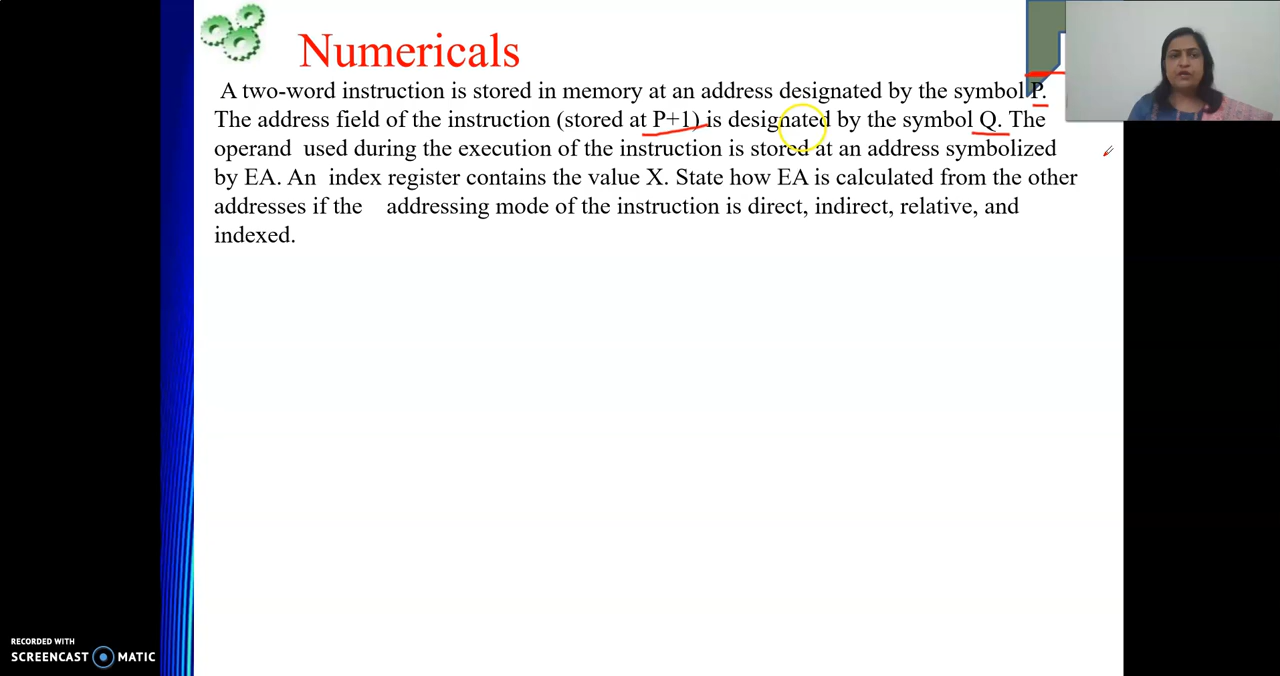 Numericals
A two-word instruction is stored in memory at an address designated by the symbol P.
The address field of the instruction (stored at P+1) is designated by the symbol Q. The
operand used during the execution of the instruction is stored at an address symbolized
by EA. An index register contains the value X. State how EA is calculated from the other
addresses if the addressing mode of the instruction is direct, indirect, relative, and
indexed.
RECORDED WITH
SCREENCAST MATIC